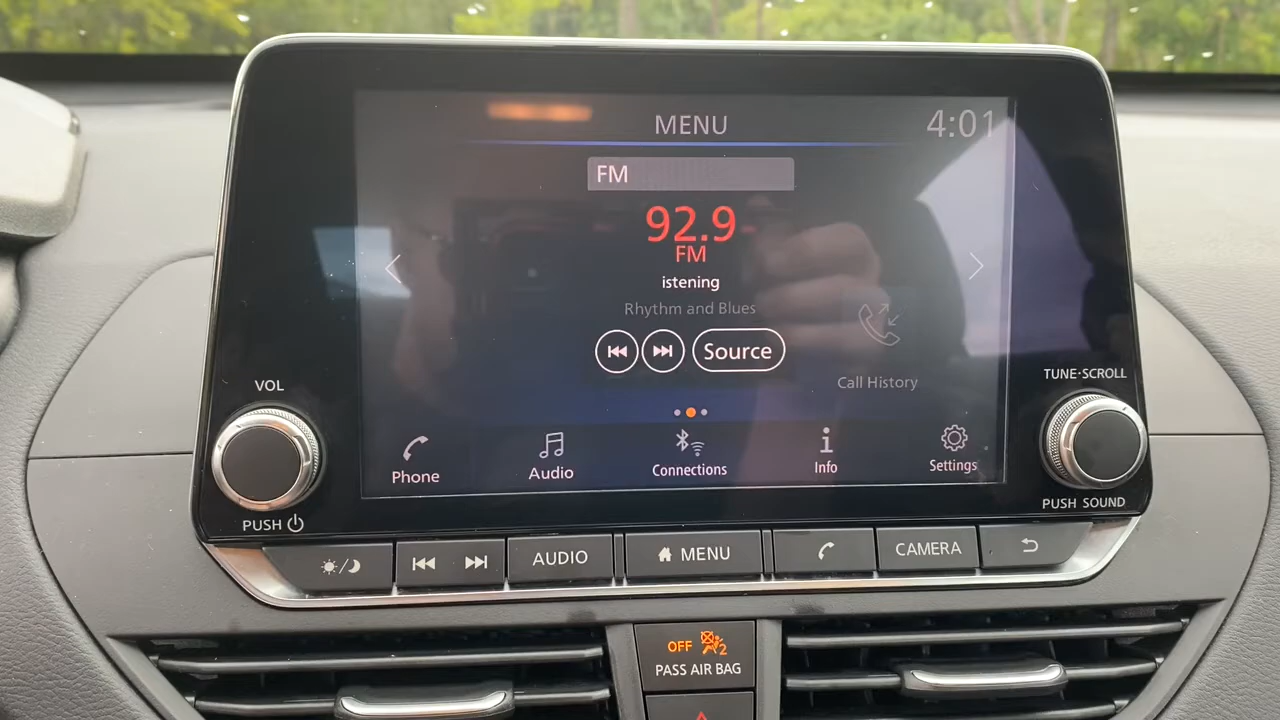 MENU
4:01
FM
92.9
FM
istening
Rhythm and Blues
Source
Call History
Phone
Audio
Connections
Info
Settings
VOL
PUSH
TUNE·SCROLL
PUSH SOUND
AUDIO
MENU
CAMERA
OFF
2
PASS AIR BAG